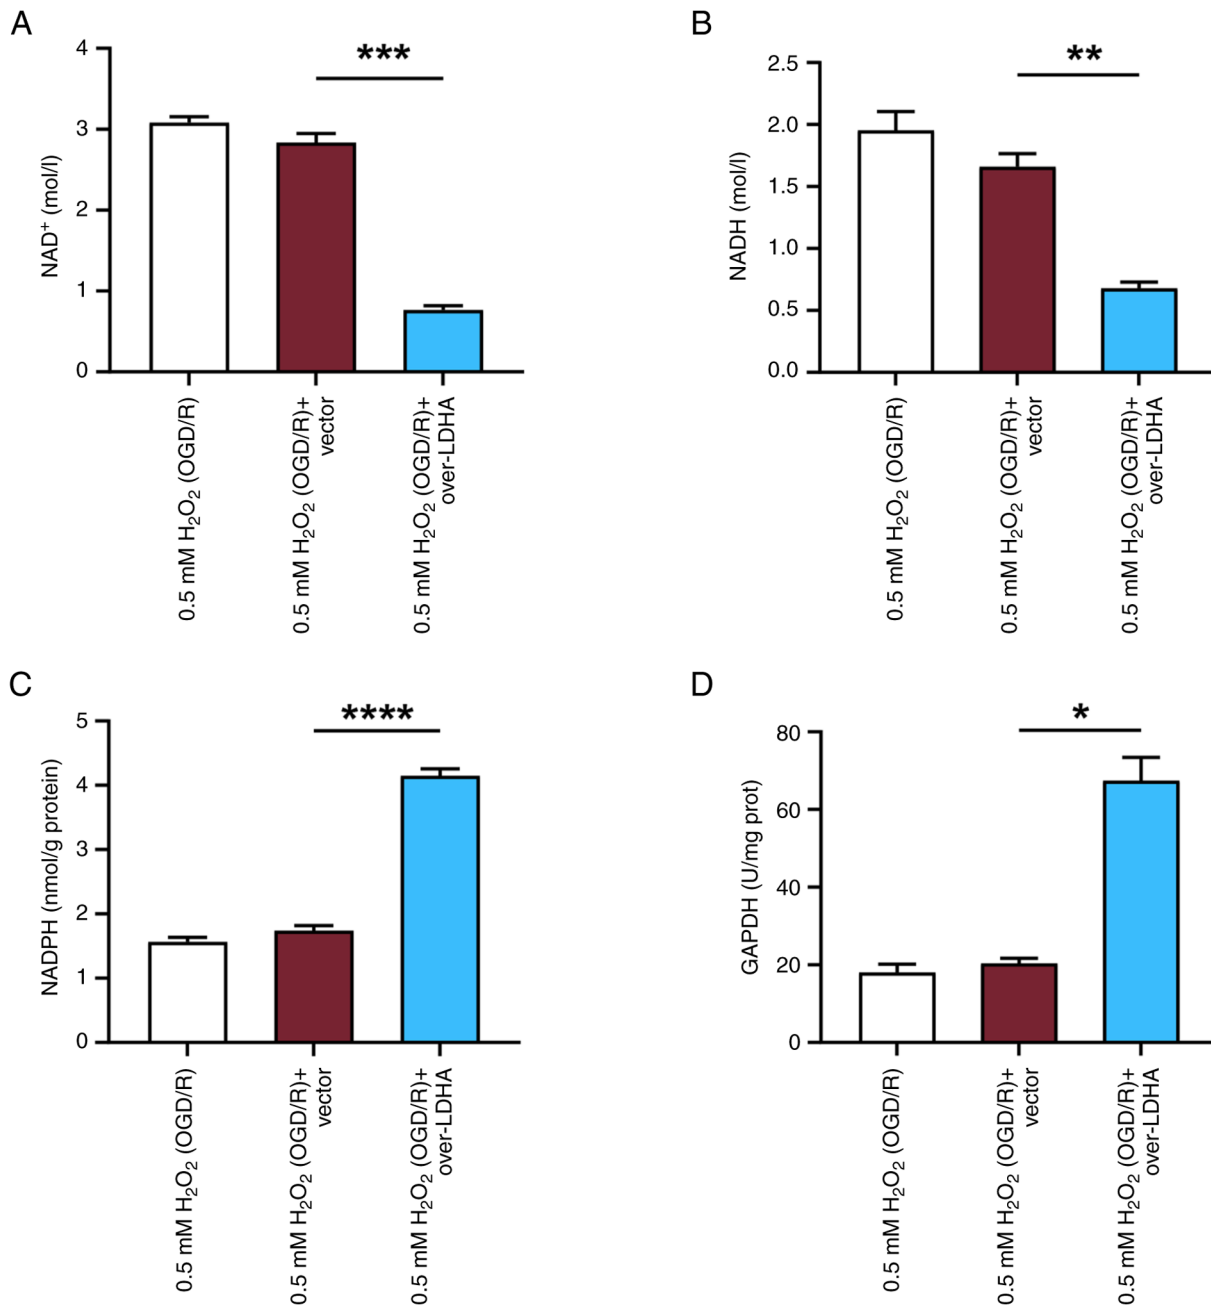 A
***
4
3
2
1
0
NAD⁺ (mol/l)
0.5 mM H₂O₂ (OGD/R)
0.5 mM H₂O₂ (OGD/R)+
vector
0.5 mM H₂O₂ (OGD/R)+
over-LDHA
B
**
2.5
2.0
1.5
1.0
0.5
0.0
NADH (mol/l)
0.5 mM H₂O₂ (OGD/R)
0.5 mM H₂O₂ (OGD/R)+
vector
0.5 mM H₂O₂ (OGD/R)+
over-LDHA
C
****
5
4
3
2
1
0
NADPH (nmol/g protein)
0.5 mM H₂O₂ (OGD/R)
0.5 mM H₂O₂ (OGD/R)+
vector
0.5 mM H₂O₂ (OGD/R)+
over-LDHA
D
*
80
60
40
20
0
GAPDH (U/mg prot)
0.5 mM H₂O₂ (OGD/R)
0.5 mM H₂O₂ (OGD/R)+
vector
0.5 mM H₂O₂ (OGD/R)+
over-LDHA